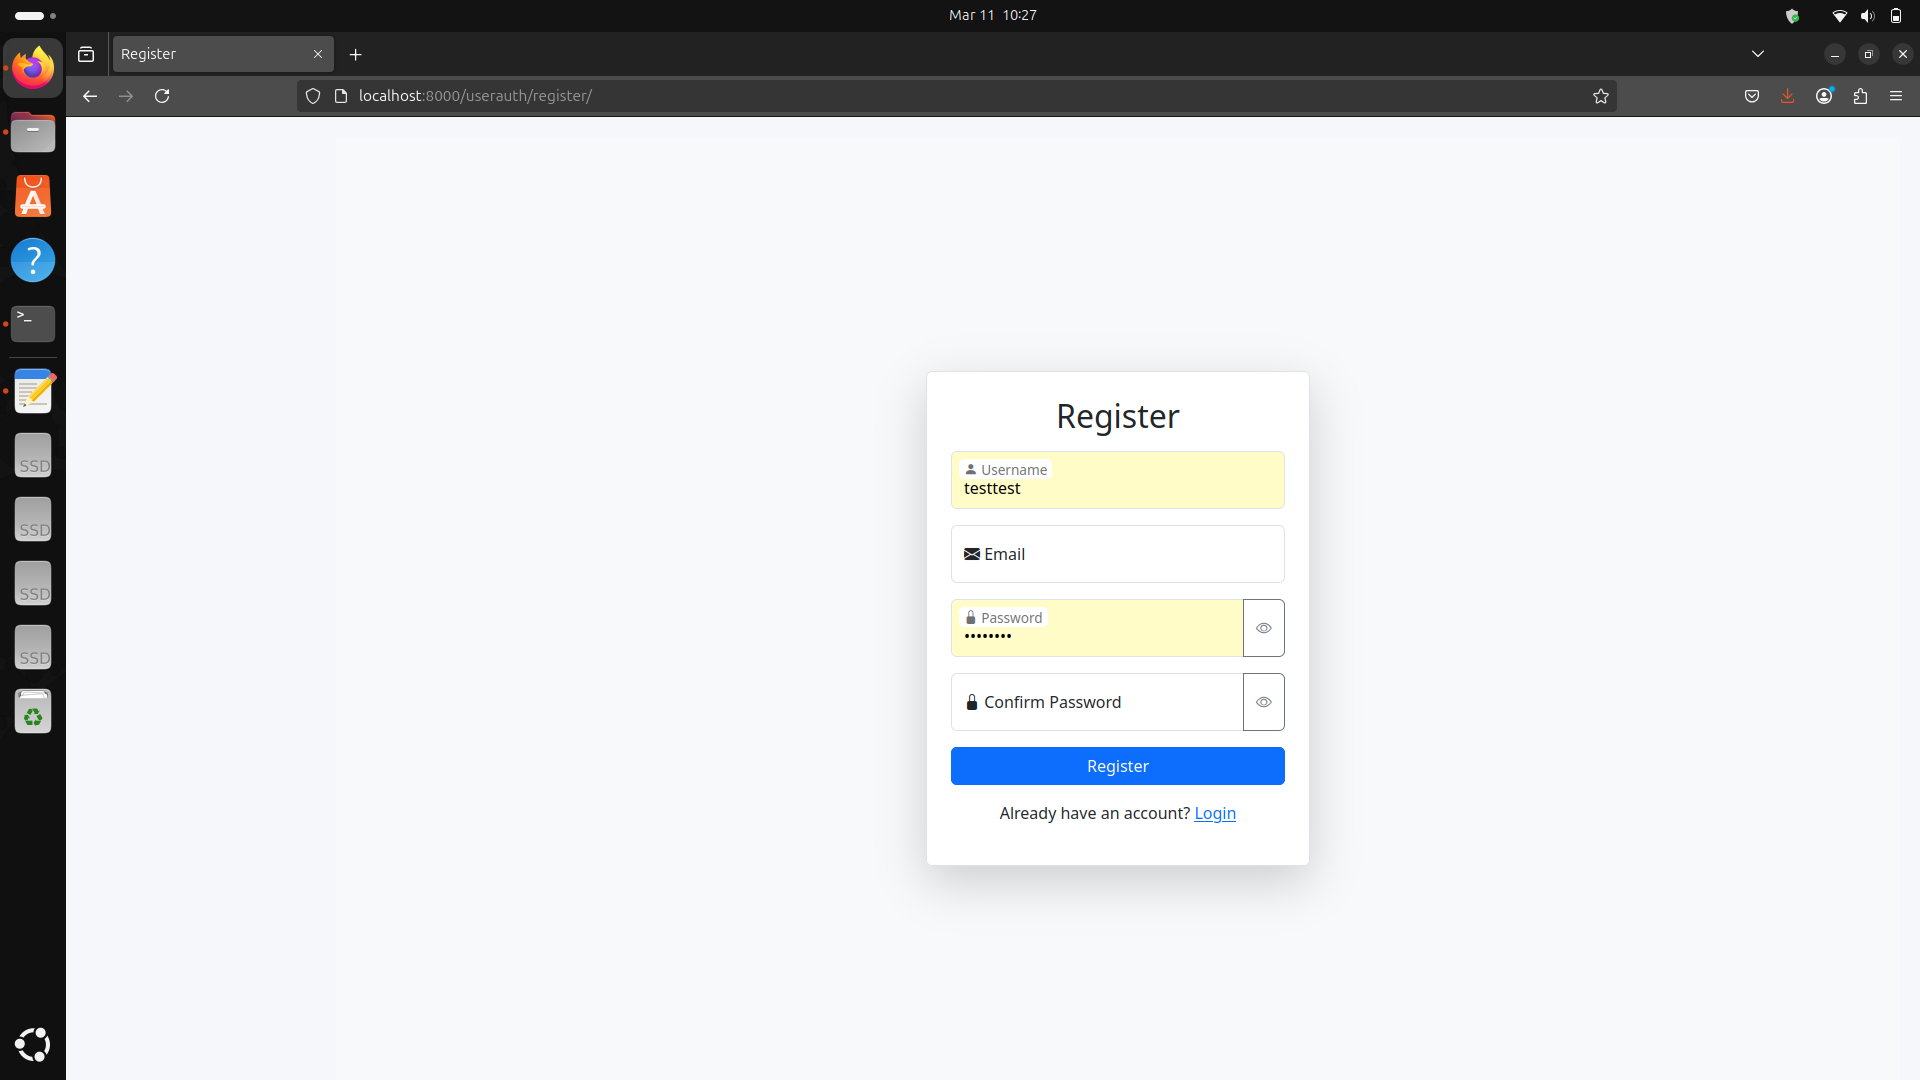 Mar 11 10:27
Register
localhost:8000/userauth/register/
Register
Username
testtest
Email
Password
••••••••
Confirm Password
Register
Already have an account? Login
>_
?
A
SSD
SSD
SSD
SSD